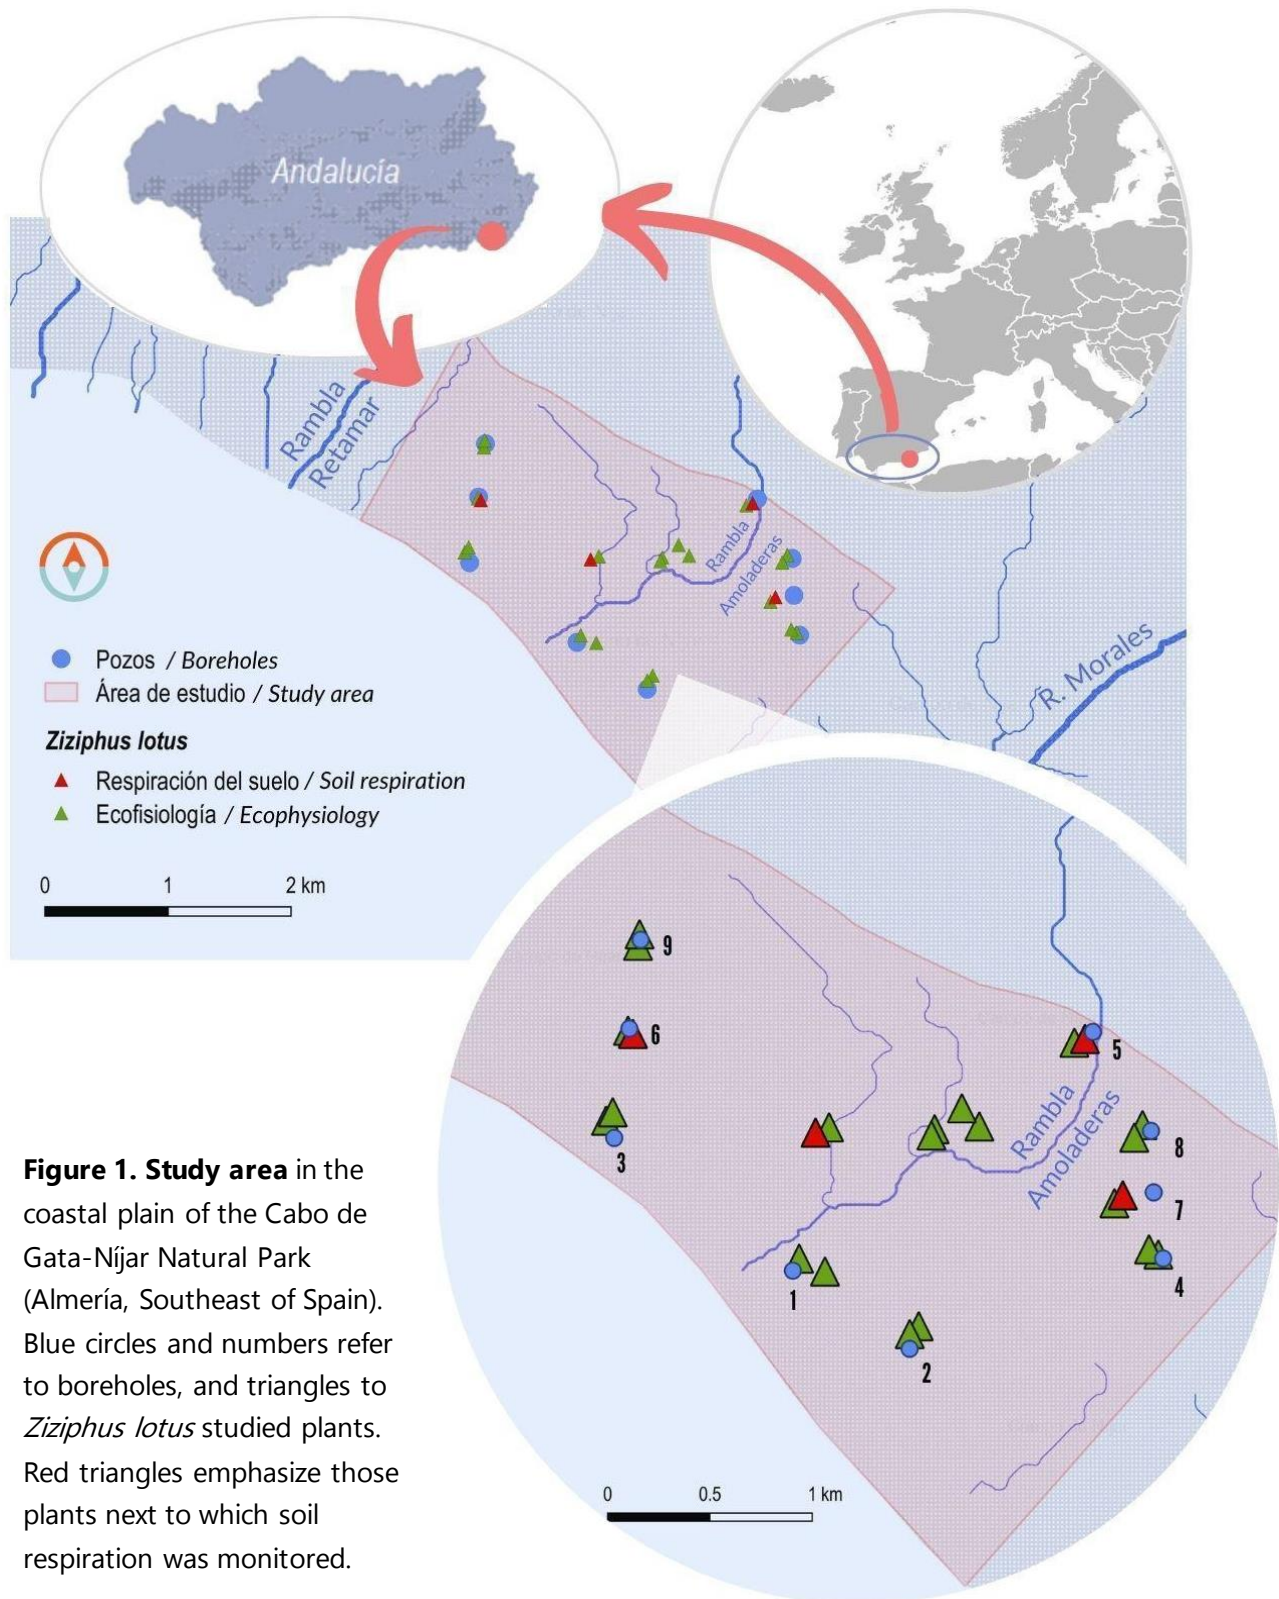 Andalucía
Rambla
Retamar
Rambla
Amoladeras
R. Morales
Pozos / Boreholes
Área de estudio / Study area
Ziziphus lotus
Respiración del suelo / Soil respiration
Ecofisiología / Ecophysiology
0 1 2 km
9
6
5
Rambla
Amoladeras
8
3
7
4
1
2
0 0.5 1 km
Figure 1. Study area in the
coastal plain of the Cabo de
Gata-Níjar Natural Park
(Almería, Southeast of Spain).
Blue circles and numbers refer
to boreholes, and triangles to
Ziziphus lotus studied plants.
Red triangles emphasize those
plants next to which soil
respiration was monitored.